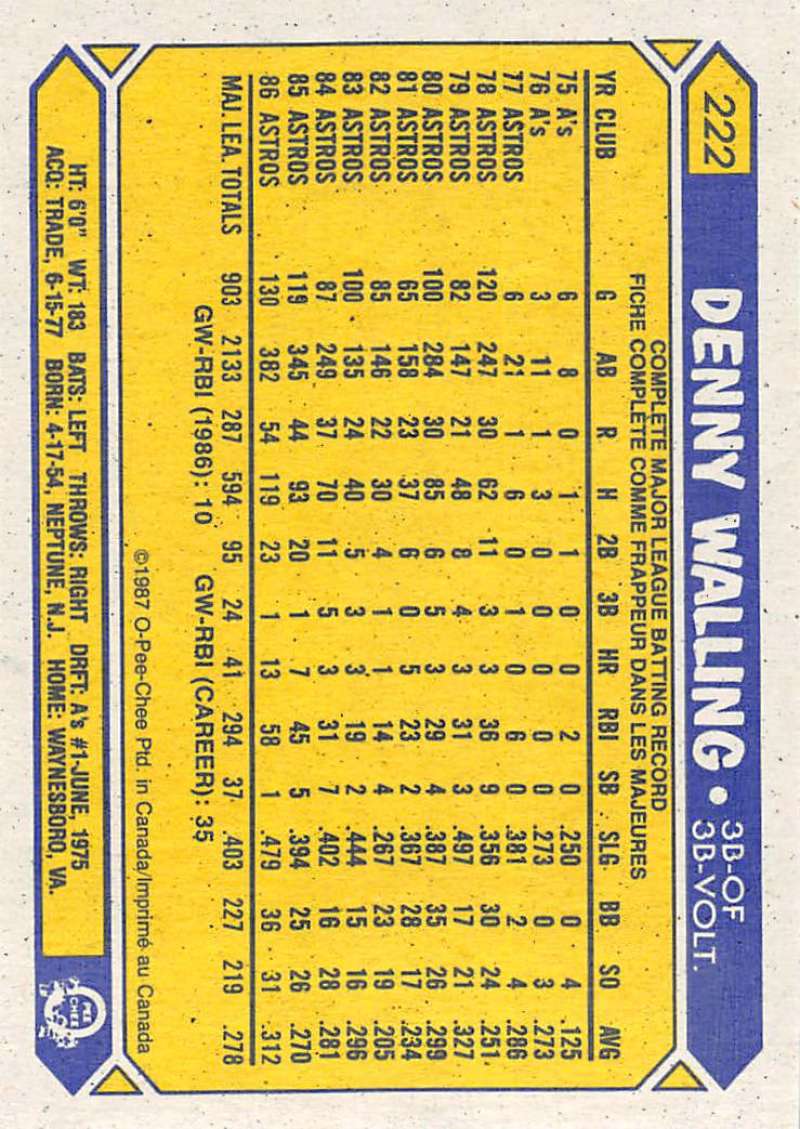 222
DENNY WALLING • 3B-OF
3B-VOLT.
COMPLETE MAJOR LEAGUE BATTING RECORD
FICHE COMPLÈTE COMME FRAPPEUR DANS LES MAJEURES
YR CLUB G AB R H 2B 3B HR RBI SB SLG BB SO AVG
75 A's 6 8 0 1 1 0 0 2 0 .250 0 4 .125
76 A's 3 11 1 3 0 0 0 0 0 .273 0 3 .273
77 ASTROS 6 21 1 6 0 1 0 6 0 .381 2 4 .286
78 ASTROS 120 247 30 62 11 3 3 36 9 .356 30 24 .251
79 ASTROS 82 147 21 48 8 4 3 31 3 .497 17 21 .327
80 ASTROS 100 284 30 85 6 5 3 29 4 .387 35 26 .299
81 ASTROS 65 158 23 37 6 0 5 23 2 .367 28 17 .234
82 ASTROS 85 146 22 30 4 1 1 14 4 .267 23 19 .205
83 ASTROS 100 135 24 40 5 3 3 19 2 .444 15 16 .296
84 ASTROS 87 249 37 70 11 5 3 31 7 .402 16 28 .281
85 ASTROS 119 345 44 93 20 1 7 45 5 .394 25 26 .270
86 ASTROS 130 382 54 119 23 1 13 58 1 .479 36 31 .312
MAJ. LEA. TOTALS 903 2133 287 594 95 24 41 294 37 .403 227 219 .278
GW-RBI (1986): 10 GW-RBI (CAREER): 35
©1987 O-Pee-Chee Ptd. in Canada/Imprimé au Canada
HT: 6'0" WT: 183 BATS: LEFT THROWS: RIGHT DRFT: A's #1-JUNE, 1975
ACQ: TRADE, 6-15-77 BORN: 4-17-54, NEPTUNE, N.J. HOME: WAYNESBORO, VA.
O
PEE
CHEE